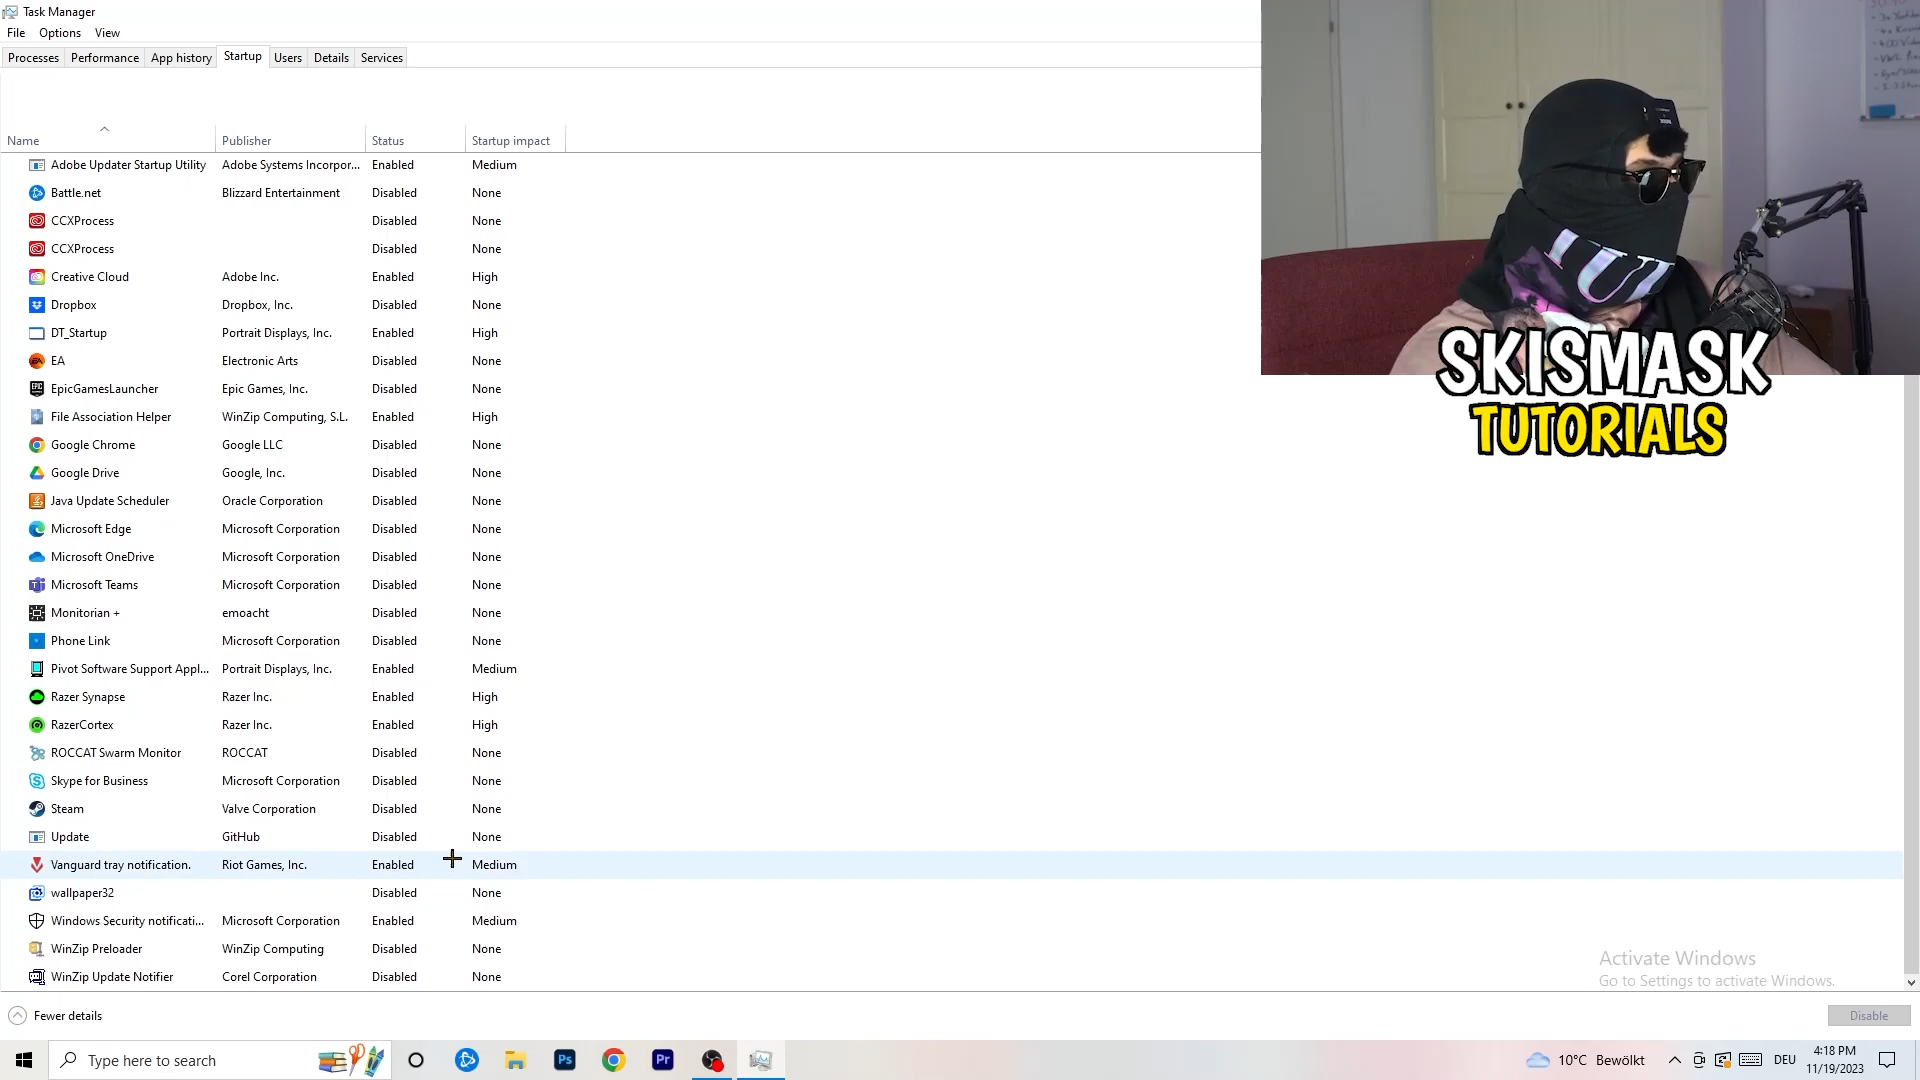 Task Manager
File Options View
Processes Performance App history Startup Users Details Services
Name Publisher Status Startup impact
Adobe Updater Startup Utility Adobe Systems Incorpor... Enabled Medium
Battle.net Blizzard Entertainment Disabled None
CCXProcess Disabled None
CCXProcess Disabled None
Creative Cloud Adobe Inc. Enabled High
Dropbox Dropbox, Inc. Disabled None
DT_Startup Portrait Displays, Inc. Enabled High
EA Electronic Arts Disabled None
EpicGamesLauncher Epic Games, Inc. Disabled None
File Association Helper WinZip Computing, S.L. Enabled High
Google Chrome Google LLC Disabled None
Google Drive Google, Inc. Disabled None
Java Update Scheduler Oracle Corporation Disabled None
Microsoft Edge Microsoft Corporation Disabled None
Microsoft OneDrive Microsoft Corporation Disabled None
Microsoft Teams Microsoft Corporation Disabled None
Monitorian + emoacht Disabled None
Phone Link Microsoft Corporation Disabled None
Pivot Software Support Appl... Portrait Displays, Inc. Enabled Medium
Razer Synapse Razer Inc. Enabled High
RazerCortex Razer Inc. Enabled High
ROCCAT Swarm Monitor ROCCAT Disabled None
Skype for Business Microsoft Corporation Disabled None
Steam Valve Corporation Disabled None
Update GitHub Disabled None
Vanguard tray notification. Riot Games, Inc. Enabled Medium
wallpaper32 Disabled None
Windows Security notificati... Microsoft Corporation Enabled Medium
WinZip Preloader WinZip Computing Disabled None
WinZip Update Notifier Corel Corporation Disabled None
SKISMASK
TUTORIALS
Activate Windows
Go to Settings to activate Windows.
Fewer details Disable
Type here to search
Ps
Pr
10°C Bewölkt
DEU
4:18 PM
11/19/2023